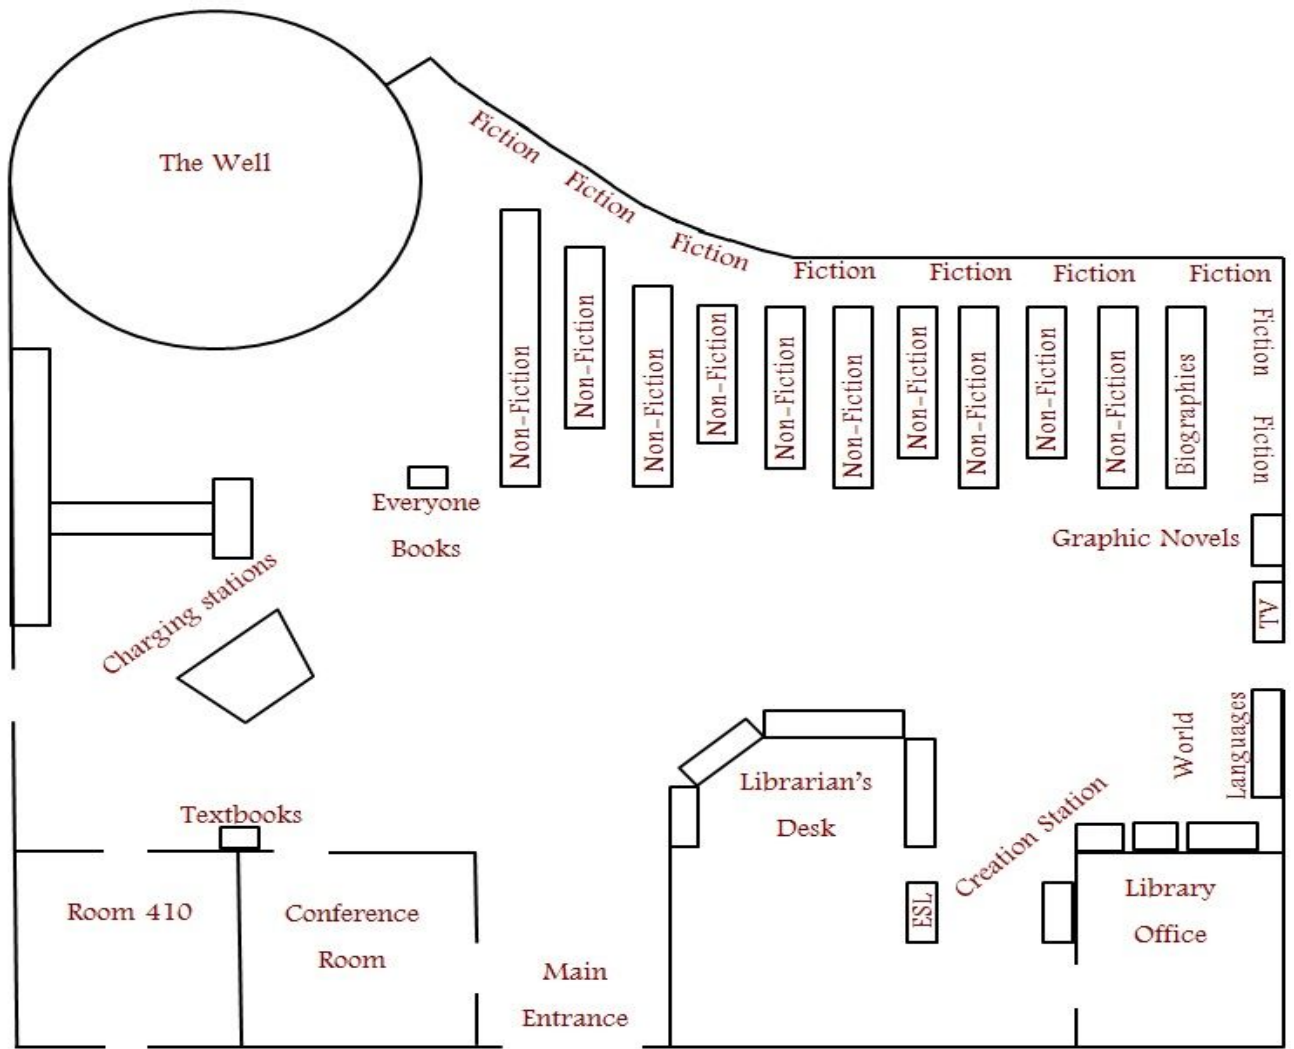 The Well
Fiction
Fiction
Fiction
Fiction
Fiction
Fiction
Fiction
Fiction
Fiction
Non-Fiction
Non-Fiction
Non-Fiction
Non-Fiction
Non-Fiction
Non-Fiction
Non-Fiction
Non-Fiction
Non-Fiction
Non-Fiction
Biographies
Everyone
Books
Graphic Novels
Charging stations
TV
World
Languages
Librarian's
Desk
Textbooks
Creation Station
Room 410
Conference
Room
ESL
Library
Office
Main
Entrance